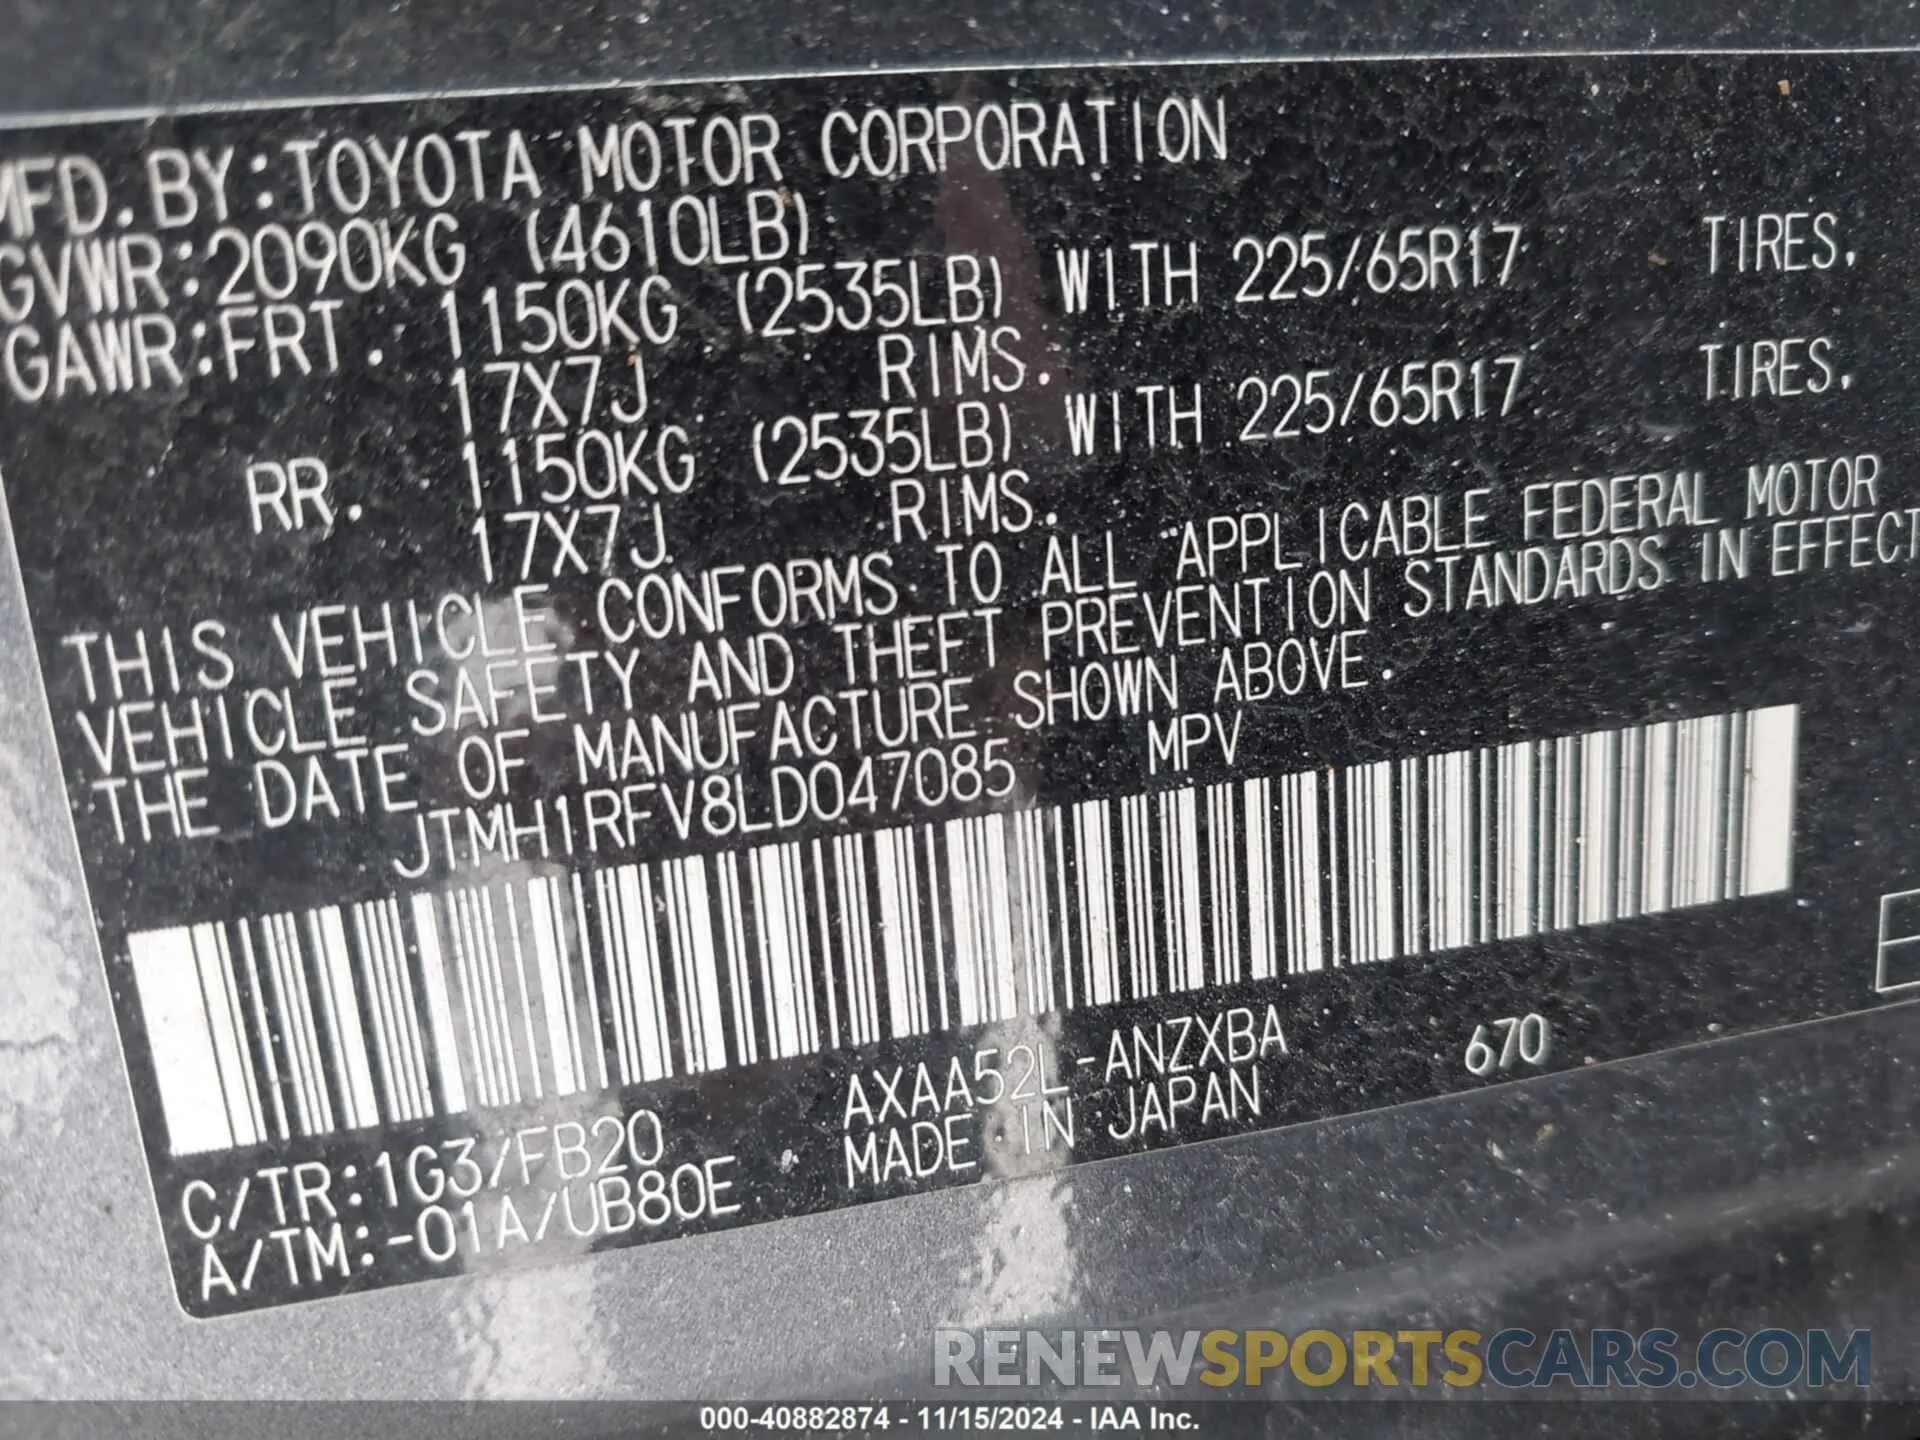 MFD. BY: TOYOTA MOTOR CORPORATION
GVWR: 2090KG (4610LB)
GAWR: FRT. 1150KG (2535LB) WITH 225/65R17 TIRES,
17X7J RIMS.
RR. 1150KG (2535LB) WITH 225/65R17 TIRES,
17X7J RIMS.
THIS VEHICLE CONFORMS TO ALL APPLICABLE FEDERAL MOTOR
VEHICLE SAFETY AND THEFT PREVENTION STANDARDS IN EFFECT
THE DATE OF MANUFACTURE SHOWN ABOVE.
JTMH1RFV8LD047085 MPV
AXAA52L-ANZXBA 670
C/TR: 1G3/FB20 MADE IN JAPAN
A/TM: -01A/UB80E
RENEWSPORTSCARS.COM
000-40882874 - 11/15/2024 - IAA Inc.